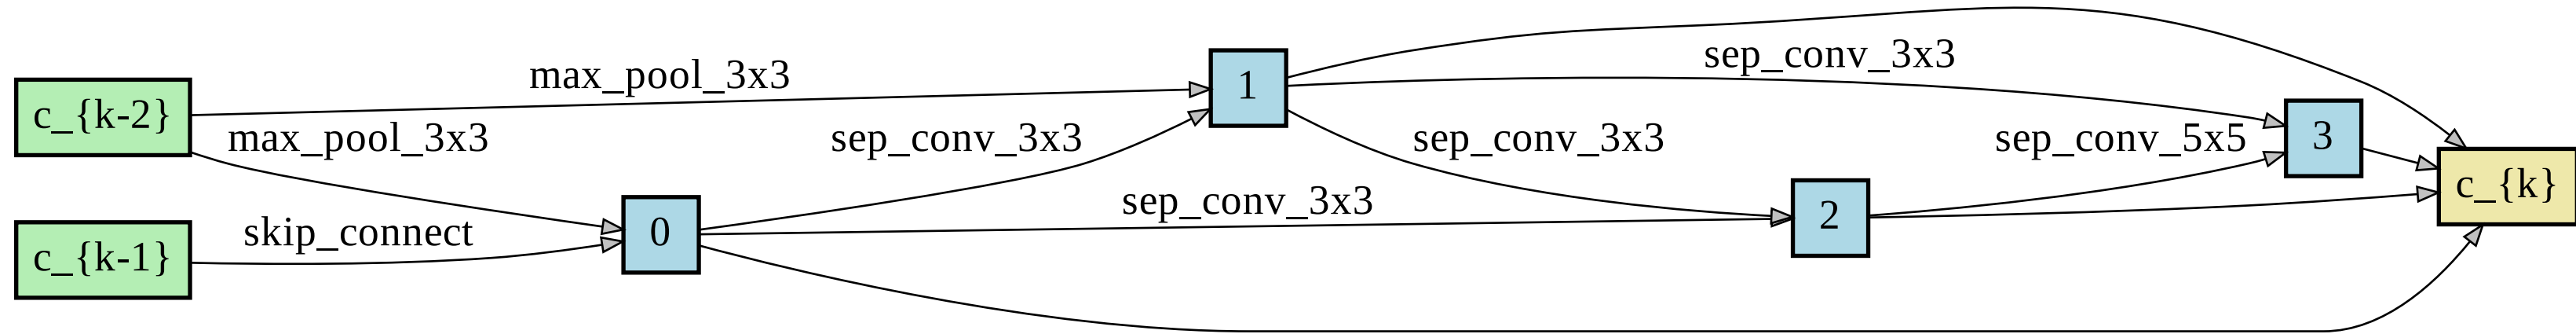 c_{k-2}
c_{k-1}
max_pool_3x3
max_pool_3x3
skip_connect
0
sep_conv_3x3
sep_conv_3x3
1
sep_conv_3x3
sep_conv_3x3
2
sep_conv_5x5
3
c_{k}